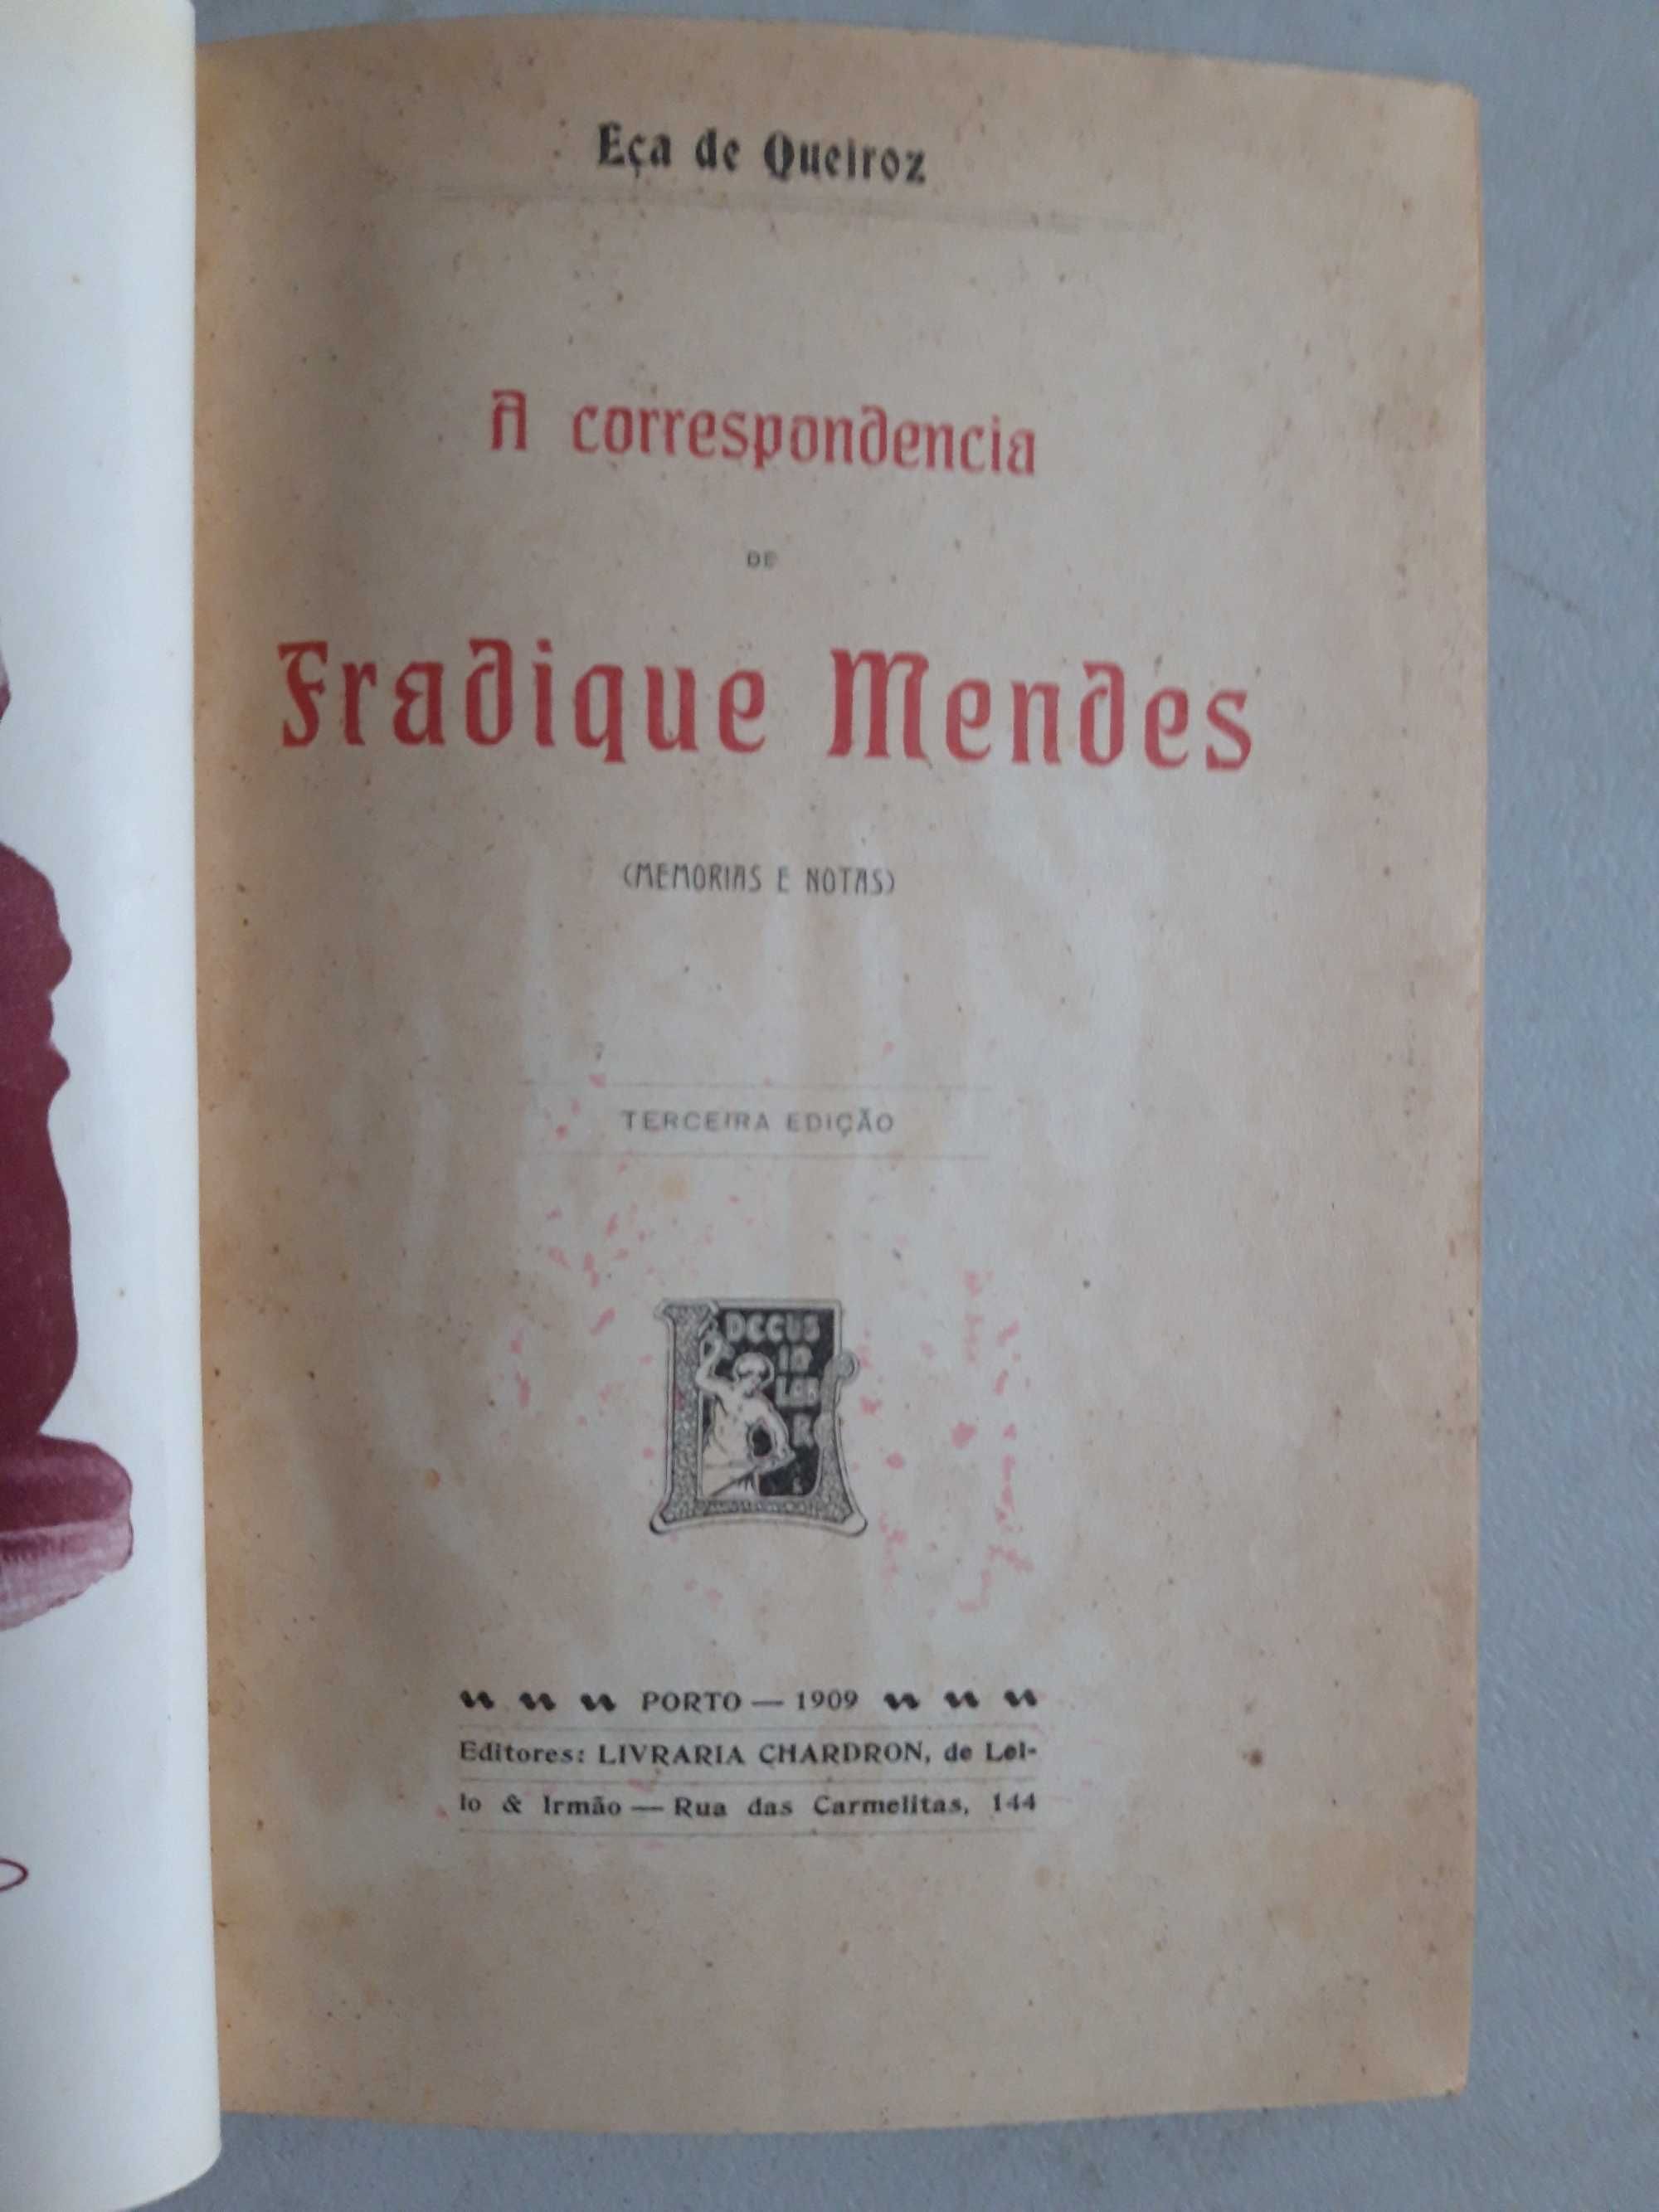 Eça de Queiroz
A correspondencia
DE
Fradique Mendes
(MEMORIAS E NOTAS)
TERCEIRA EDIÇÃO
DECUS
IN
LAB
R
PORTO — 1909
Editores: LIVRARIA CHARDRON, de Lel-
lo & Irmão — Rua das Carmelitas, 144